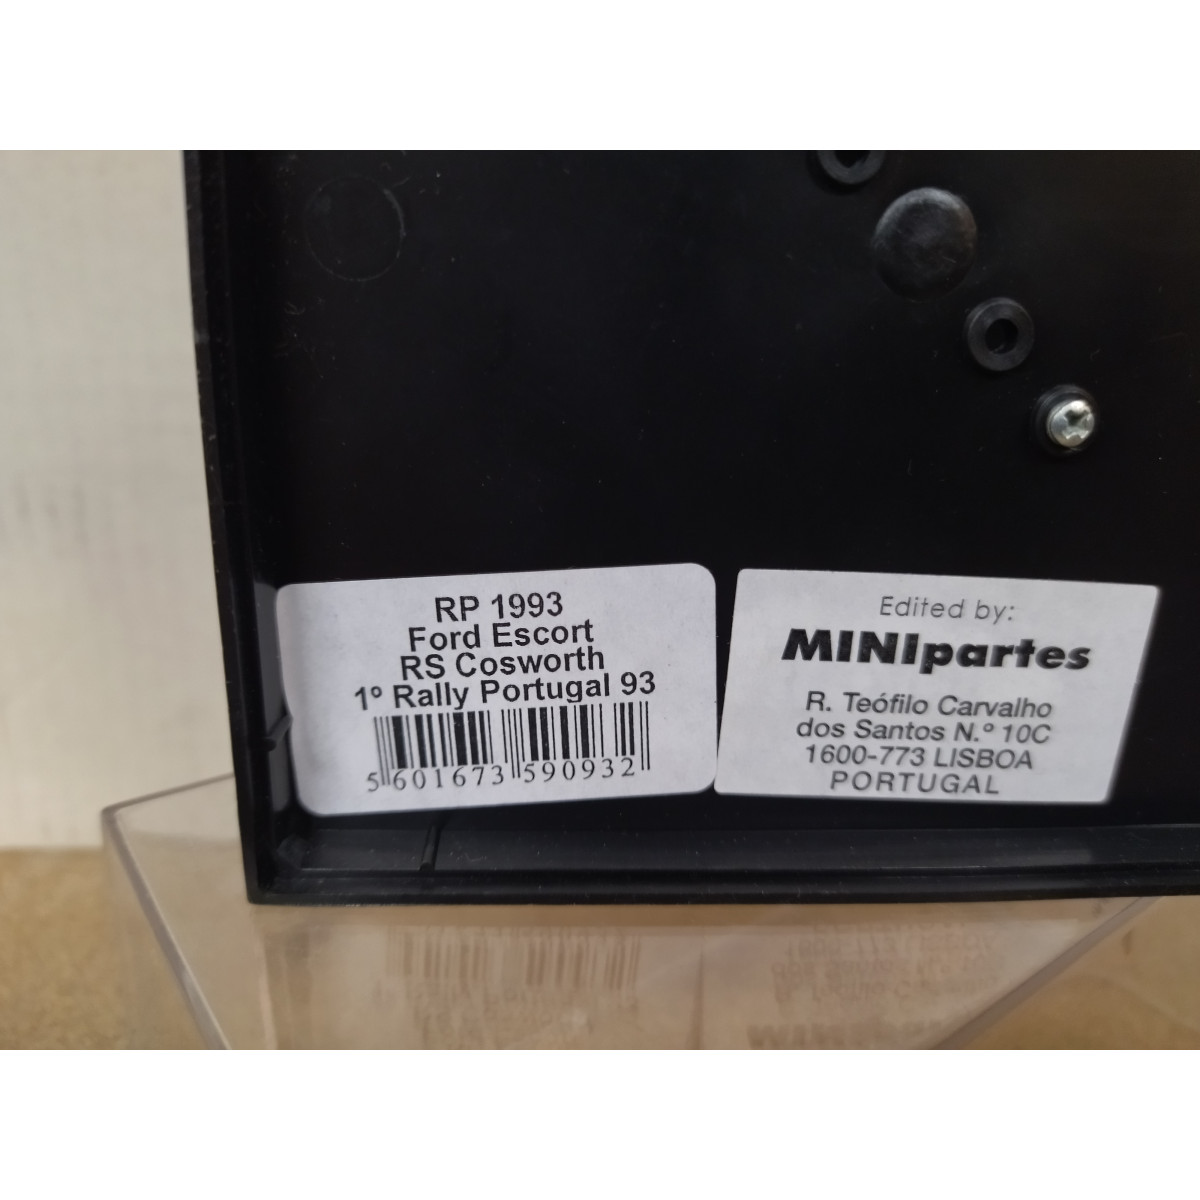 RP 1993
Ford Escort
RS Cosworth
1º Rally Portugal 93
5 601673 590932
Edited by:
MINIpartes
R. Teófilo Carvalho
dos Santos N.º 10C
1600-773 LISBOA
PORTUGAL